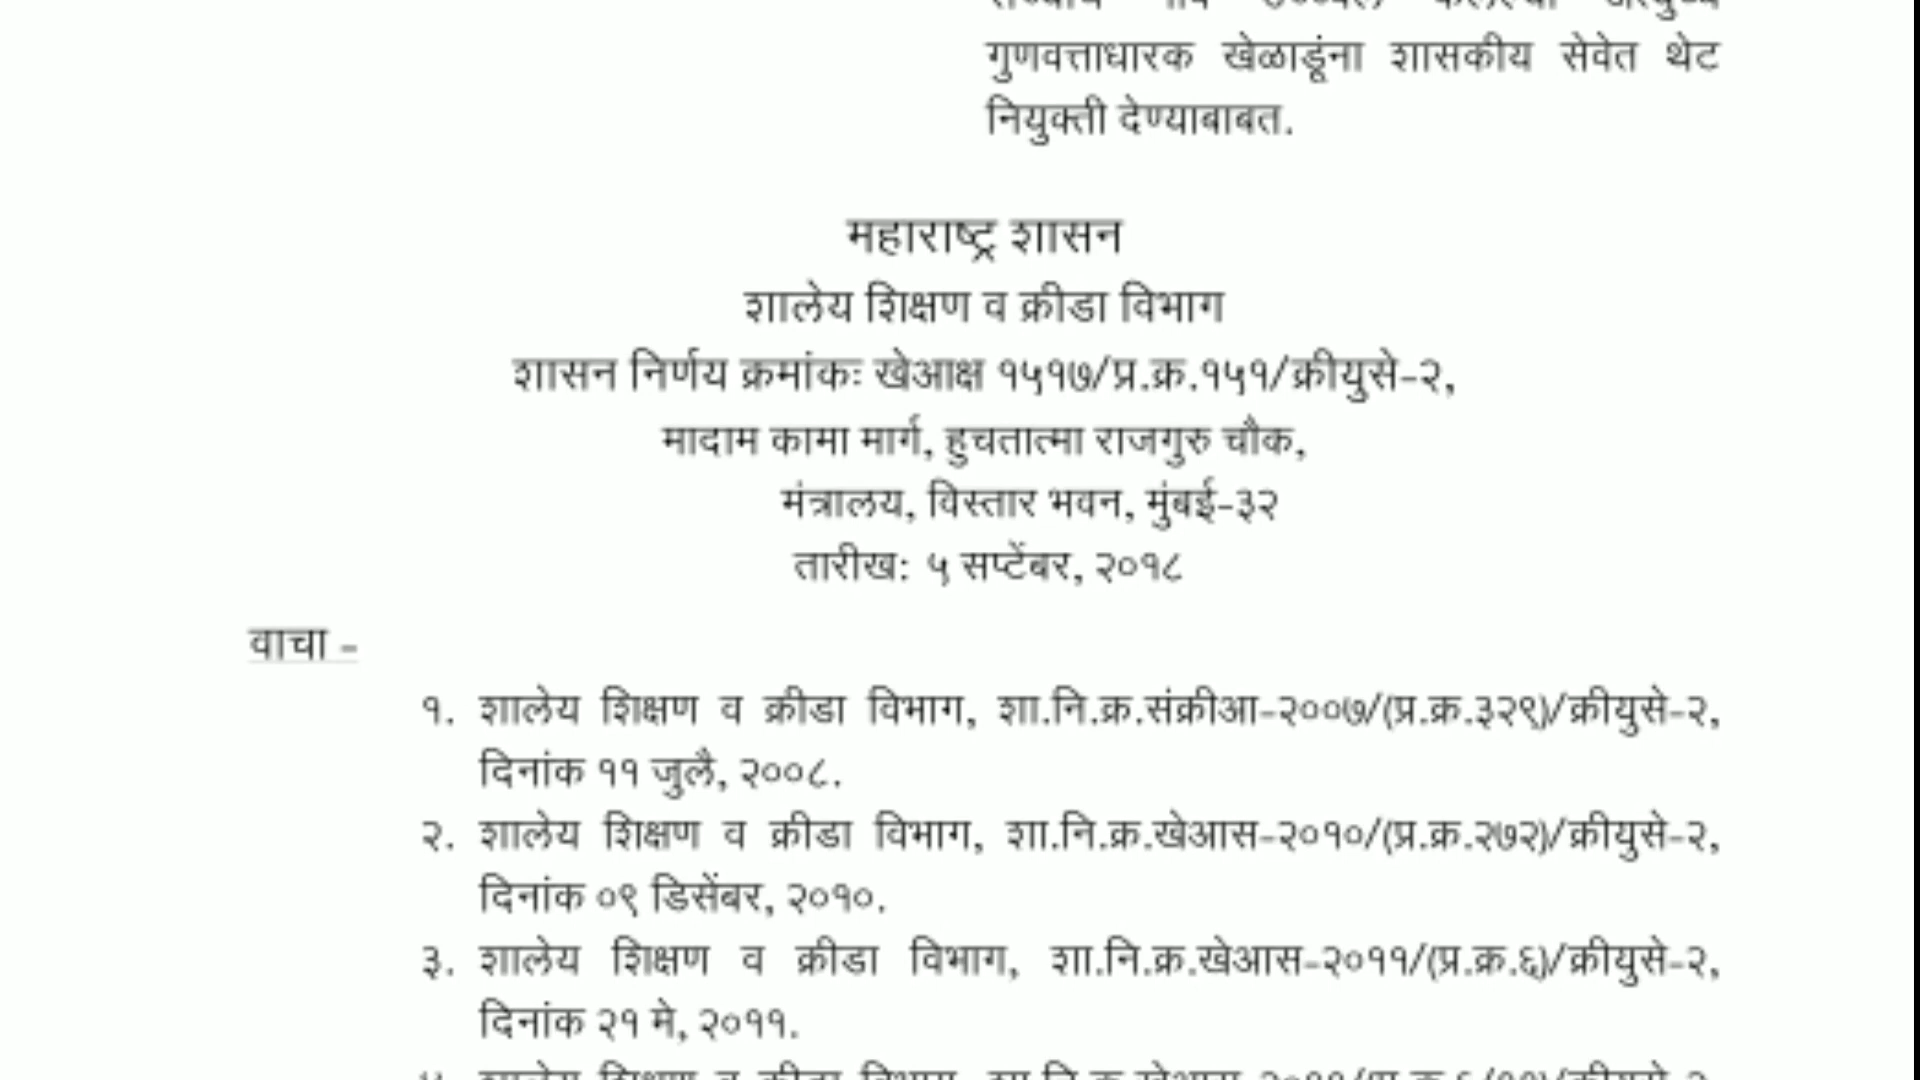 गुणवत्ताधारक खेळाडूंना शासकीय सेवेत थेट
नियुक्ती देण्याबाबत.
महाराष्ट्र शासन
शालेय शिक्षण व क्रीडा विभाग
शासन निर्णय क्रमांकः खेआक्ष १५१७/प्र.क्र.१५१/क्रीयुसे-२,
मादाम कामा मार्ग, हुचतात्मा राजगुरु चौक,
मंत्रालय, विस्तार भवन, मुंबई-३२
तारीख: ५ सप्टेंबर, २०१८
वाचा -
१. शालेय शिक्षण व क्रीडा विभाग, शा.नि.क्र.संक्रीआ-२००७/(प्र.क्र.३२९)/क्रीयुसे-२,
दिनांक ११ जुलै, २००८.
२. शालेय शिक्षण व क्रीडा विभाग, शा.नि.क्र.खेआस-२०१०/(प्र.क्र.२७२)/क्रीयुसे-२,
दिनांक ०९ डिसेंबर, २०१०.
३. शालेय शिक्षण व क्रीडा विभाग, शा.नि.क्र.खेआस-२०११/(प्र.क्र.६)/क्रीयुसे-२,
दिनांक २१ मे, २०११.